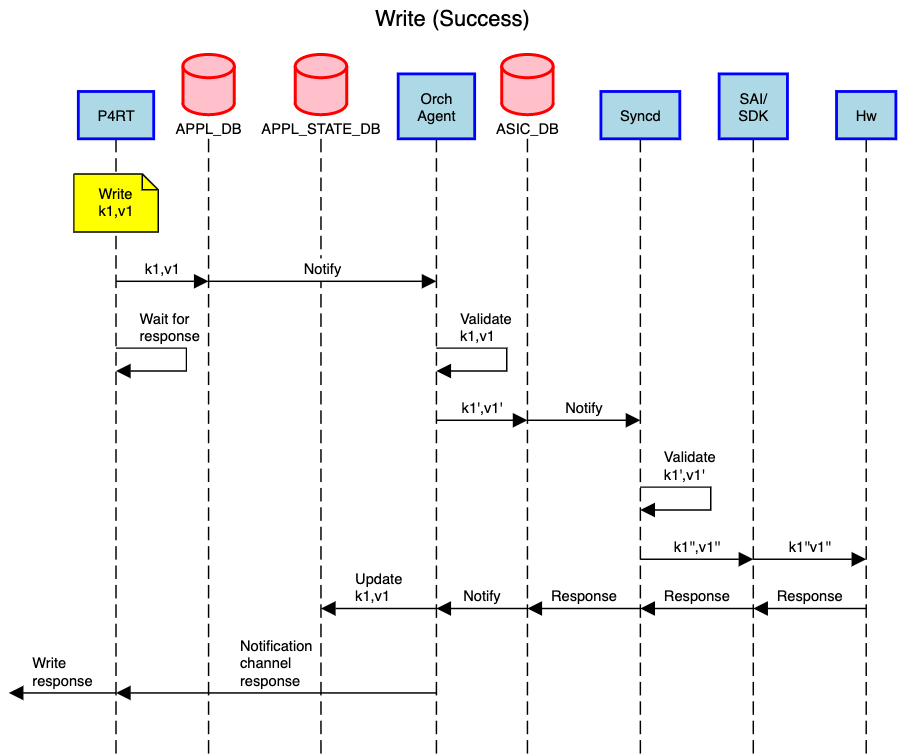 Write (Success)
P4RT
APPL_DB
APPL_STATE_DB
Orch
Agent
ASIC_DB
Syncd
SAI/
SDK
Hw
Write
k1,v1
k1,v1
Notify
Wait for
response
Validate
k1,v1
k1',v1'
Notify
Validate
k1',v1'
k1",v1"
k1"v1"
Update
k1,v1
Notify
Response
Response
Response
Write
response
Notification
channel
response